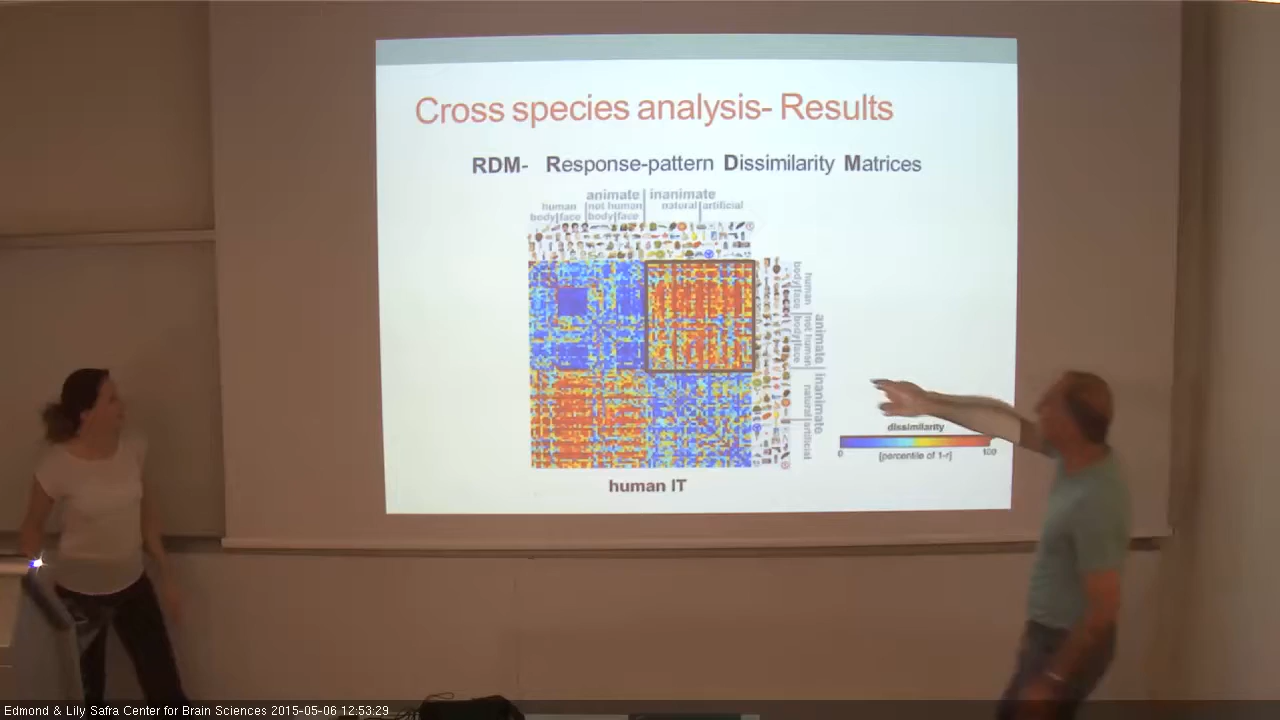 Cross species analysis- Results
RDM- Response-pattern Dissimilarity Matrices
animate inanimate
human not human natural artificial
body face body face
human
body face
animate
not human
body face
inanimate
natural artificial
dissimilarity
0 100
[percentile of 1-r]
human IT
Edmond & Lily Safra Center for Brain Sciences 2015-05-06 12:53:29